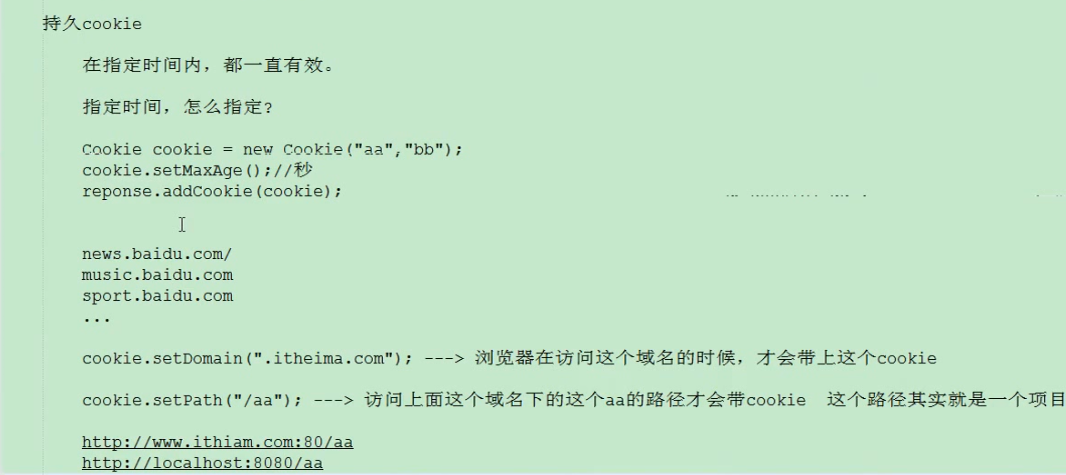 持久cookie
在指定时间内，都一直有效。
指定时间，怎么指定?
Cookie cookie = new Cookie("aa","bb");
cookie.setMaxAge();//秒
reponse.addCookie(cookie);
news.baidu.com/
music.baidu.com
sport.baidu.com
...
cookie.setDomain(".itheima.com"); ---> 浏览器在访问这个域名的时候，才会带上这个cookie
cookie.setPath("/aa"); ---> 访问上面这个域名下的这个aa的路径才会带cookie 这个路径其实就是一个项目
http://www.ithiam.com:80/aa
http://localhost:8080/aa